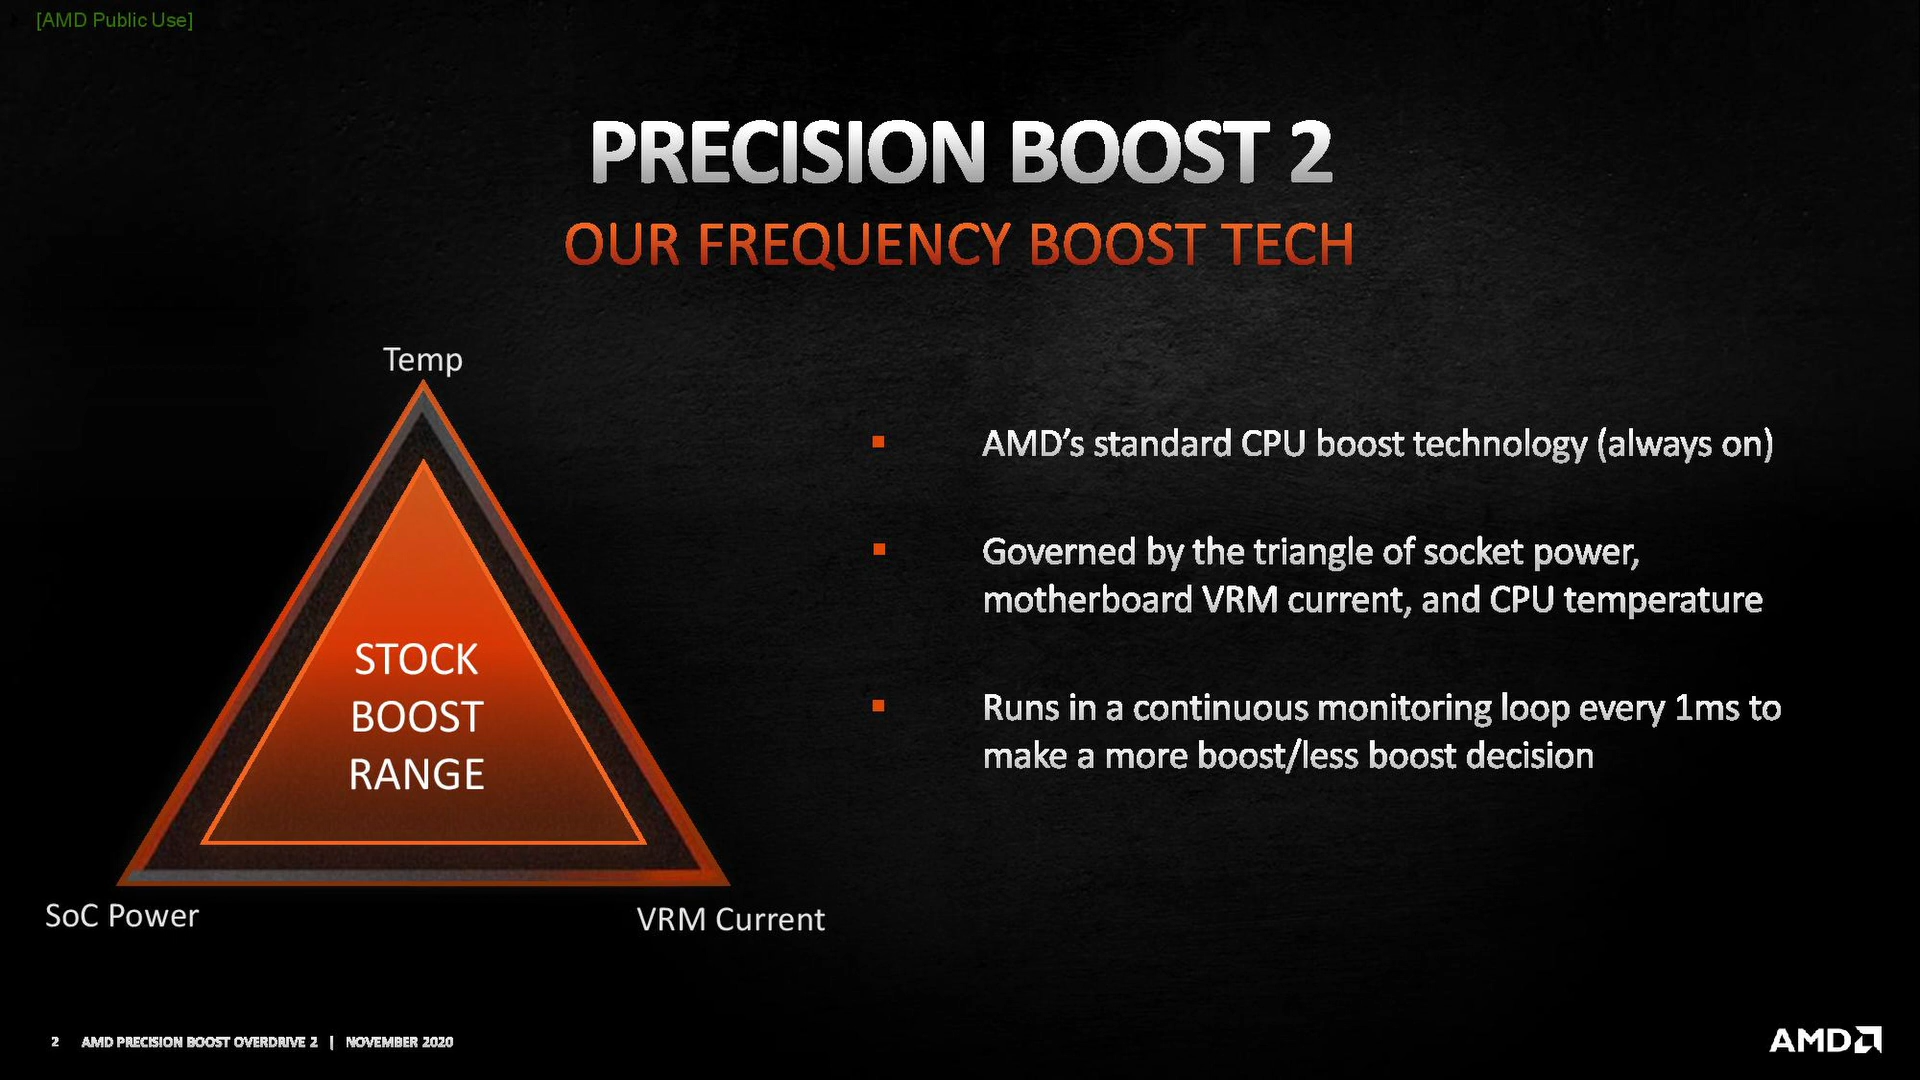 [AMD Public Use]
PRECISION BOOST 2
OUR FREQUENCY BOOST TECH
Temp
STOCK
BOOST
RANGE
SoC Power
VRM Current
▪ AMD’s standard CPU boost technology (always on)
▪ Governed by the triangle of socket power,
motherboard VRM current, and CPU temperature
▪ Runs in a continuous monitoring loop every 1ms to
make a more boost/less boost decision
2 AMD PRECISION BOOST OVERDRIVE 2 | NOVEMBER 2020
AMD